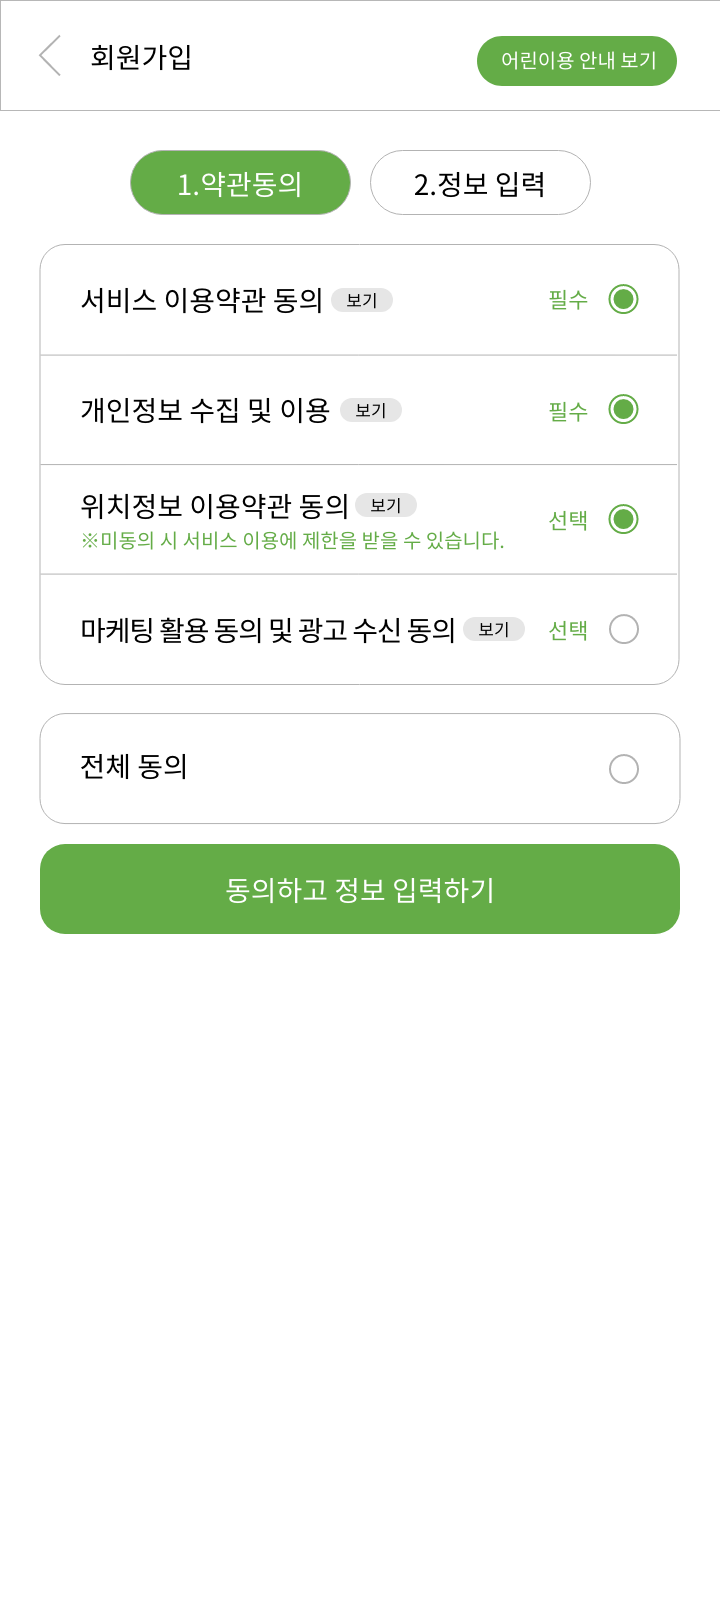 회원가입
어린이용 안내 보기
1.약관동의
2.정보 입력
서비스 이용약관 동의 보기 필수
개인정보 수집 및 이용 보기 필수
위치정보 이용약관 동의 보기 선택
※미동의 시 서비스 이용에 제한을 받을 수 있습니다.
마케팅 활용 동의 및 광고 수신 동의 보기 선택
전체 동의
동의하고 정보 입력하기